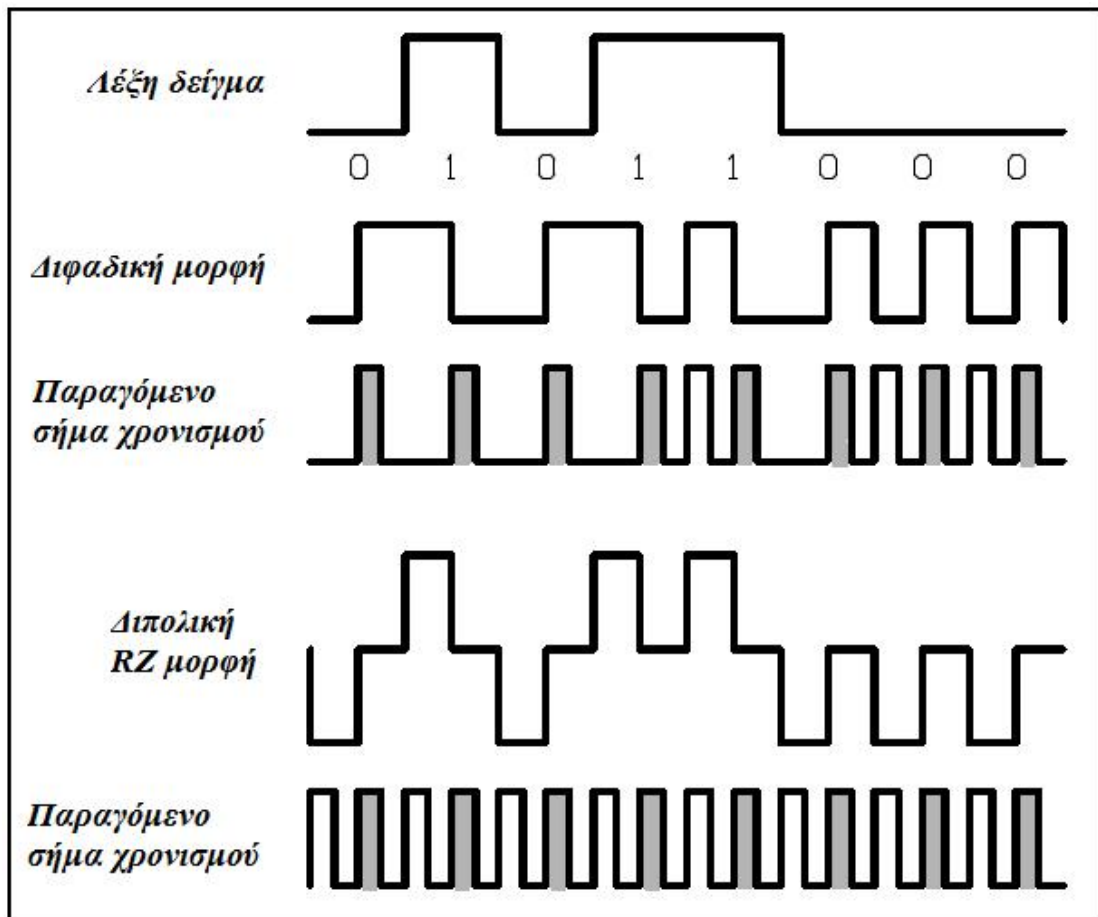 Λέξη δείγμα
0 1 0 1 1 0 0 0
Διφαδική μορφή
Παραγόμενο
σήμα χρονισμού
Διπολική
RZ μορφή
Παραγόμενο
σήμα χρονισμού